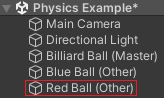 Physics Example*
Main Camera
Directional Light
Billiard Ball (Master)
Blue Ball (Other)
Red Ball (Other)